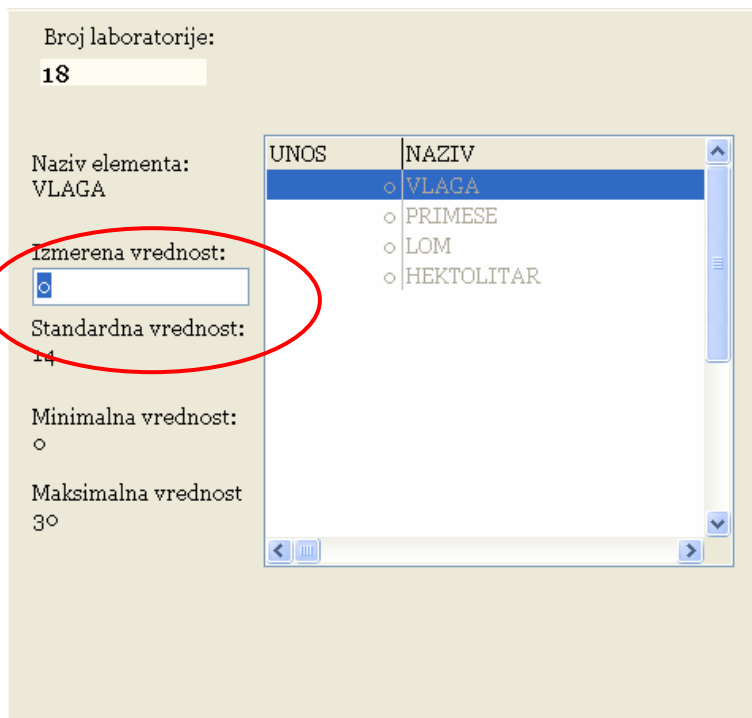 Broj laboratorije:
18
Naziv elementa:
VLAGA
Izmerena vrednost:
0
Standardna vrednost:
14
Minimalna vrednost:
0
Maksimalna vrednost
30
UNOS NAZIV
0 VLAGA
0 PRIMESE
0 LOM
0 HEKTOLITAR